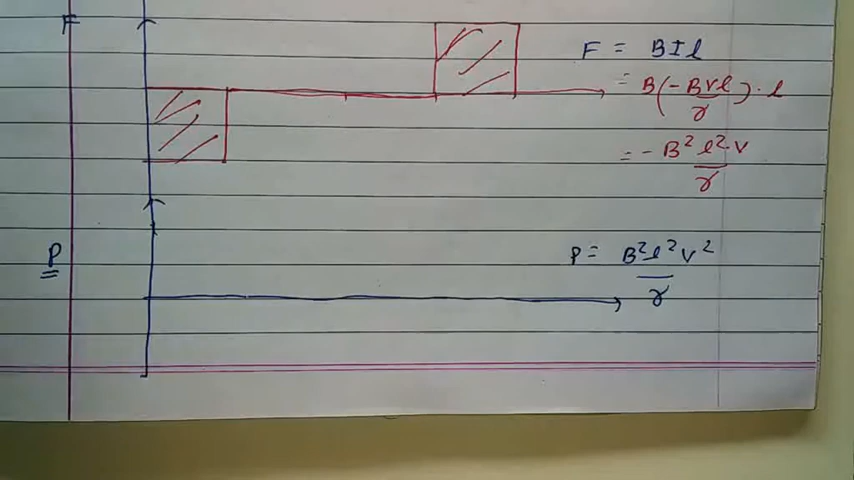 F
F = BIl
= B(-Bvl/r)·l
= -B²l²v/r
P
P = B²l²v²/r